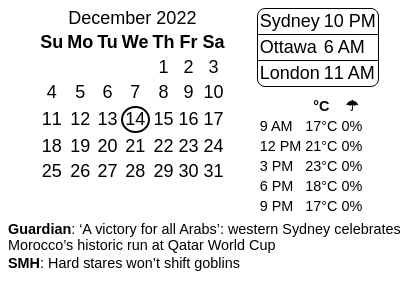 December 2022
Su Mo Tu We Th Fr Sa
1 2 3
4 5 6 7 8 9 10
11 12 13 14 15 16 17
18 19 20 21 22 23 24
25 26 27 28 29 30 31
Sydney 10 PM
Ottawa 6 AM
London 11 AM
°C ☂
9 AM 17°C 0%
12 PM 21°C 0%
3 PM 23°C 0%
6 PM 18°C 0%
9 PM 17°C 0%
Guardian: ‘A victory for all Arabs’: western Sydney celebrates
Morocco’s historic run at Qatar World Cup
SMH: Hard stares won’t shift goblins